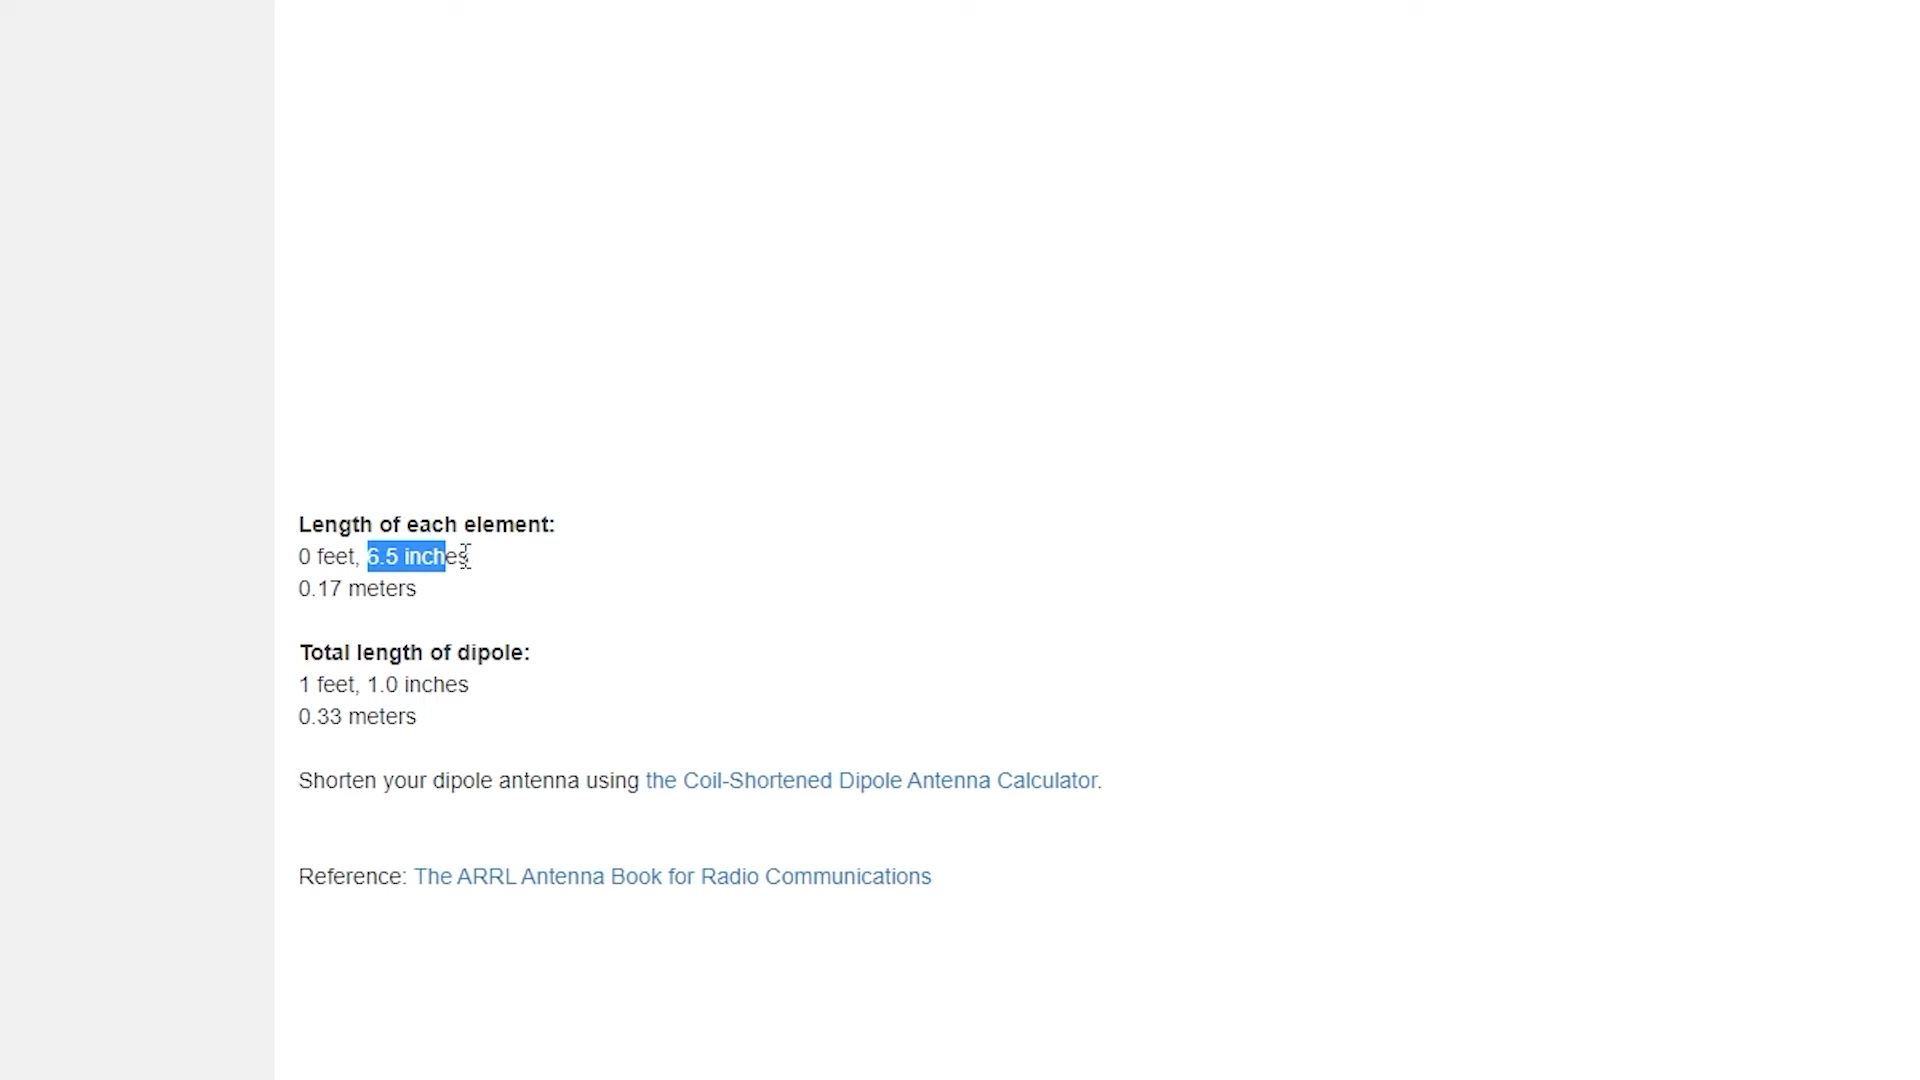 Length of each element:
0 feet, 6.5 inches
0.17 meters
Total length of dipole:
1 feet, 1.0 inches
0.33 meters
Shorten your dipole antenna using the Coil-Shortened Dipole Antenna Calculator.
Reference: The ARRL Antenna Book for Radio Communications